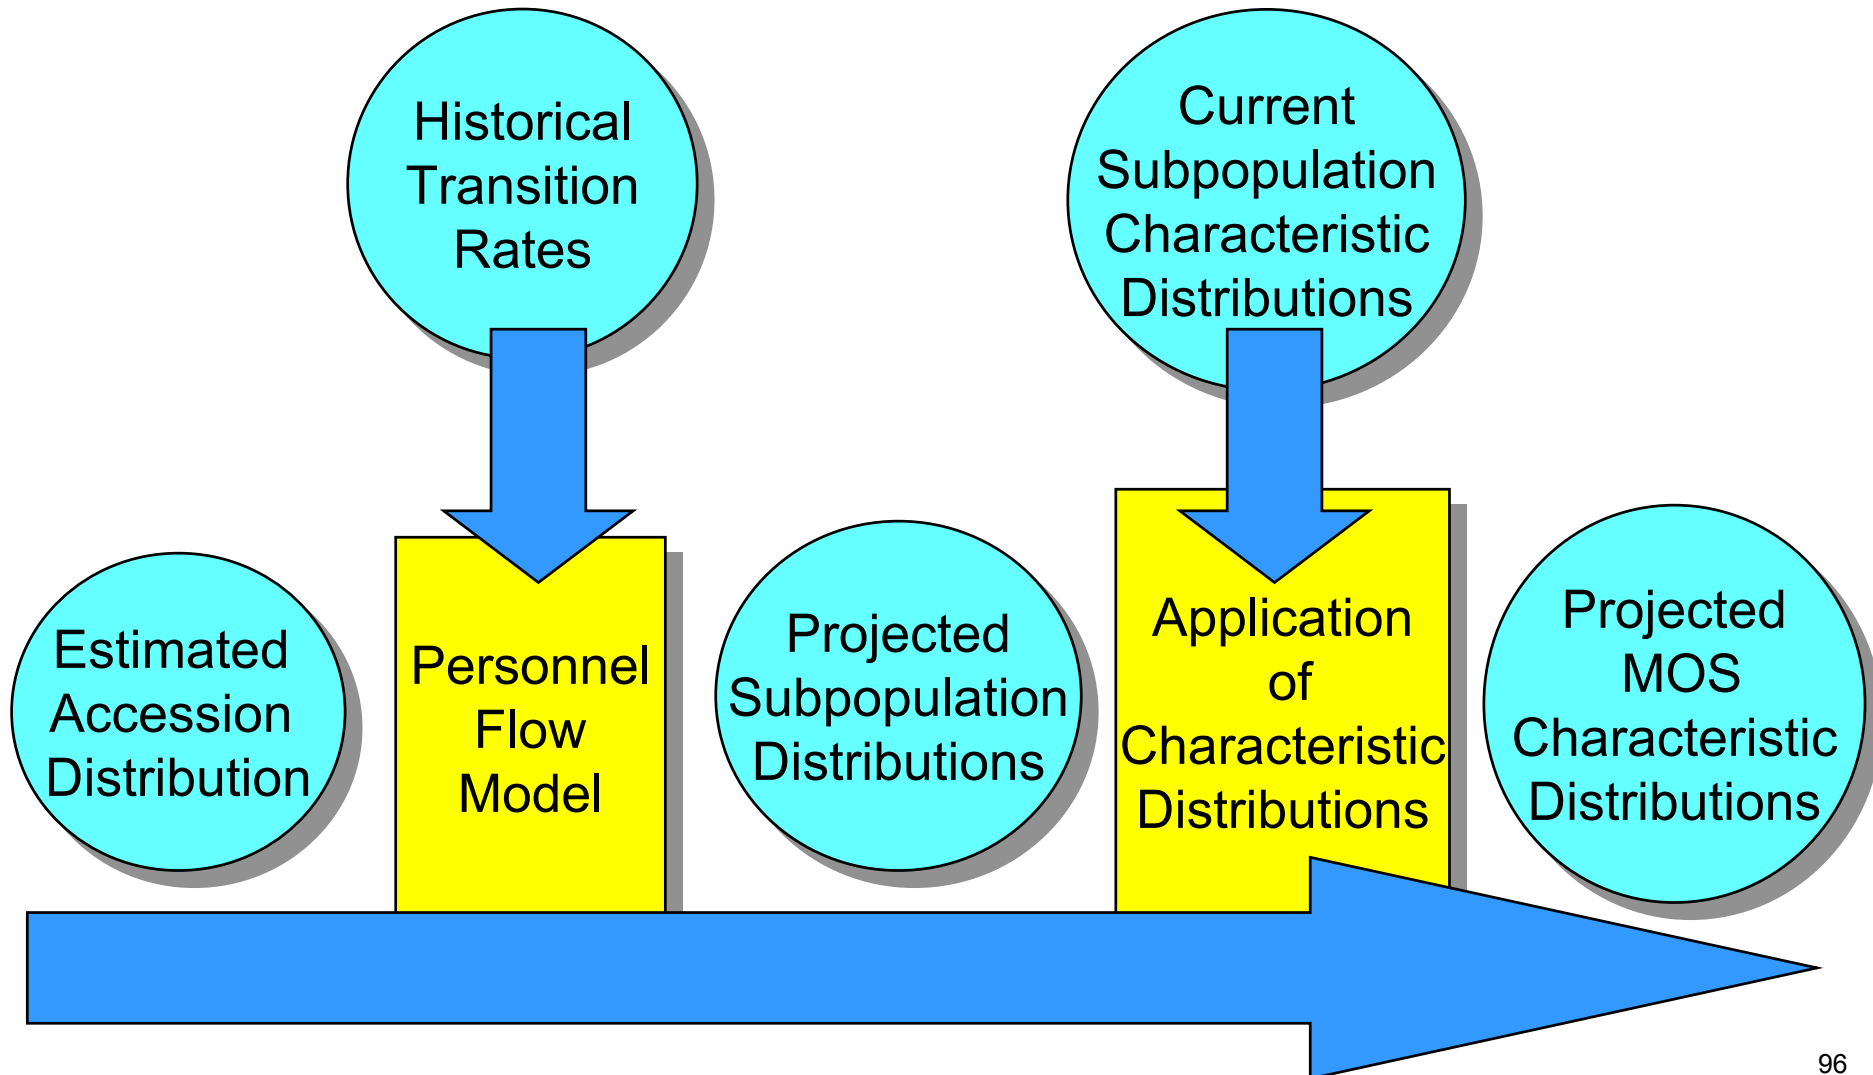 Historical
Transition
Rates
Current
Subpopulation
Characteristic
Distributions
Estimated
Accession
Distribution
Personnel
Flow
Model
Projected
Subpopulation
Distributions
Application
of
Characteristic
Distributions
Projected
MOS
Characteristic
Distributions
96